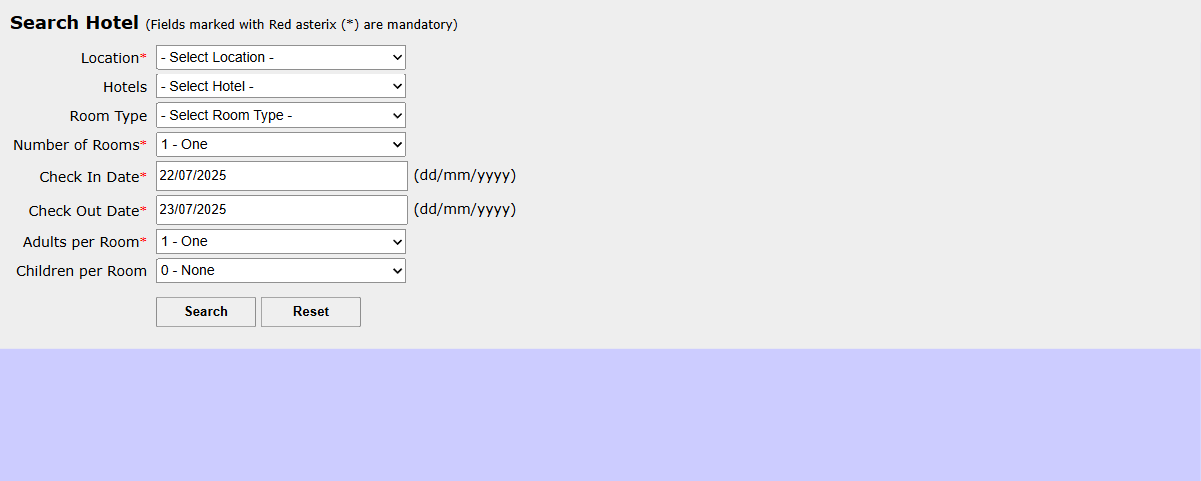 Search Hotel (Fields marked with Red asterix (*) are mandatory)
Location* - Select Location -
Hotels - Select Hotel -
Room Type - Select Room Type -
Number of Rooms* 1 - One
Check In Date* 22/07/2025 (dd/mm/yyyy)
Check Out Date* 23/07/2025 (dd/mm/yyyy)
Adults per Room* 1 - One
Children per Room 0 - None
Search Reset